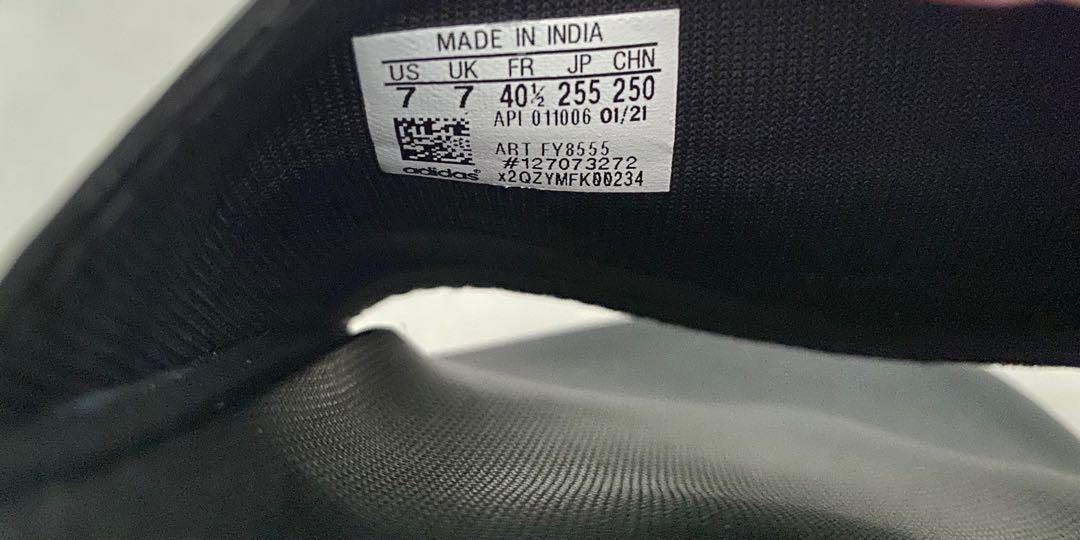 MADE IN INDIA
US UK FR JP CHN
7 7 40½ 255 250
API 011006 01/21
ART FY8555
#127073272
adidas x2QZYMFK00234